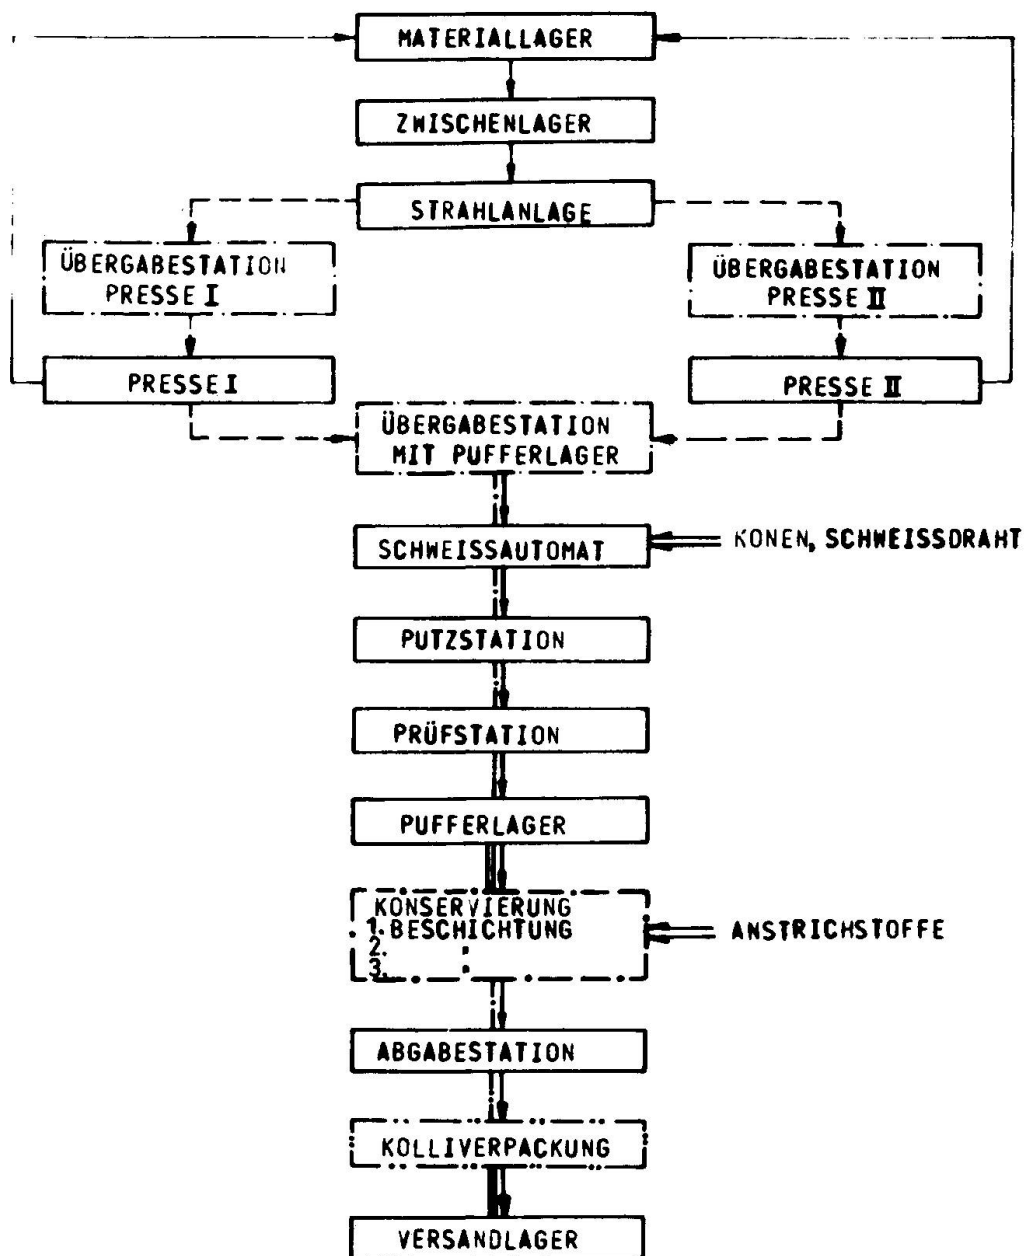 MATERIALLAGER
ZWISCHENLAGER
STRAHLANLAGE
ÜBERGABESTATION
PRESSE I
ÜBERGABESTATION
PRESSE II
PRESSE I
PRESSE II
ÜBERGABESTATION
MIT PUFFERLAGER
SCHWEISSAUTOMAT
KONEN, SCHWEISSDRAHT
PUTZSTATION
PRÜFSTATION
PUFFERLAGER
KONSERVIERUNG
1. BESCHICHTUNG
2. "
3. "
ANSTRICHSTOFFE
ABGABESTATION
KOLLIVERPACKUNG
VERSANDLAGER